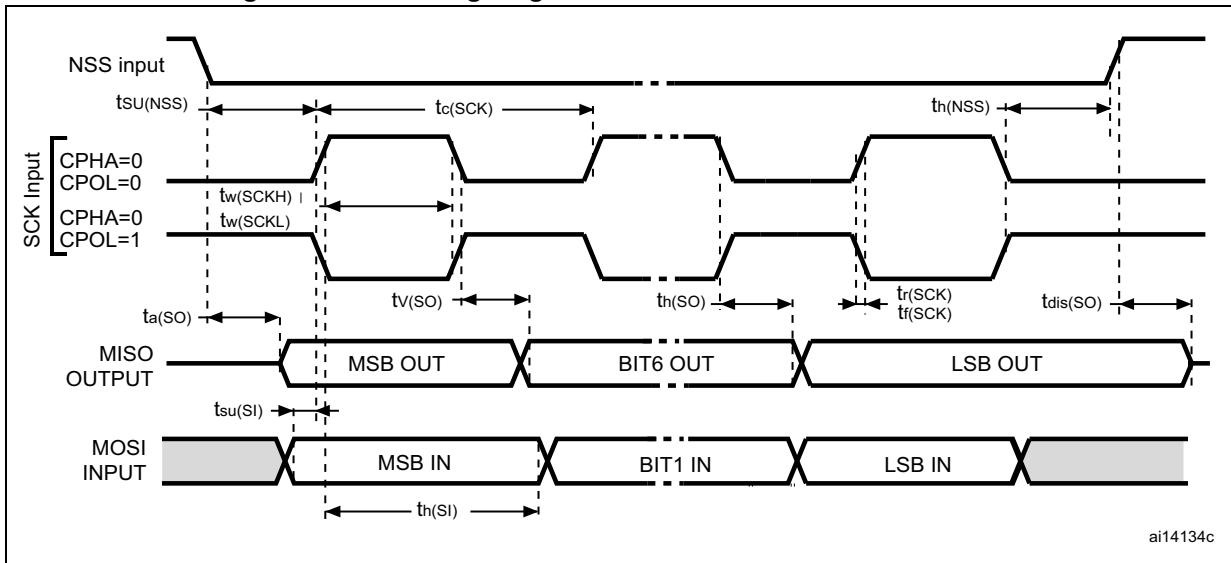 NSS input
tSU(NSS)
tc(SCK)
th(NSS)
SCK Input
CPHA=0
CPOL=0
tw(SCKH)
CPHA=0
tw(SCKL)
CPOL=1
tV(SO)
th(SO)
tr(SCK)
tf(SCK)
tdis(SO)
ta(SO)
MISO
OUTPUT
MSB OUT
BIT6 OUT
LSB OUT
tsu(SI)
MOSI
INPUT
MSB IN
BIT1 IN
LSB IN
th(SI)
ai14134c